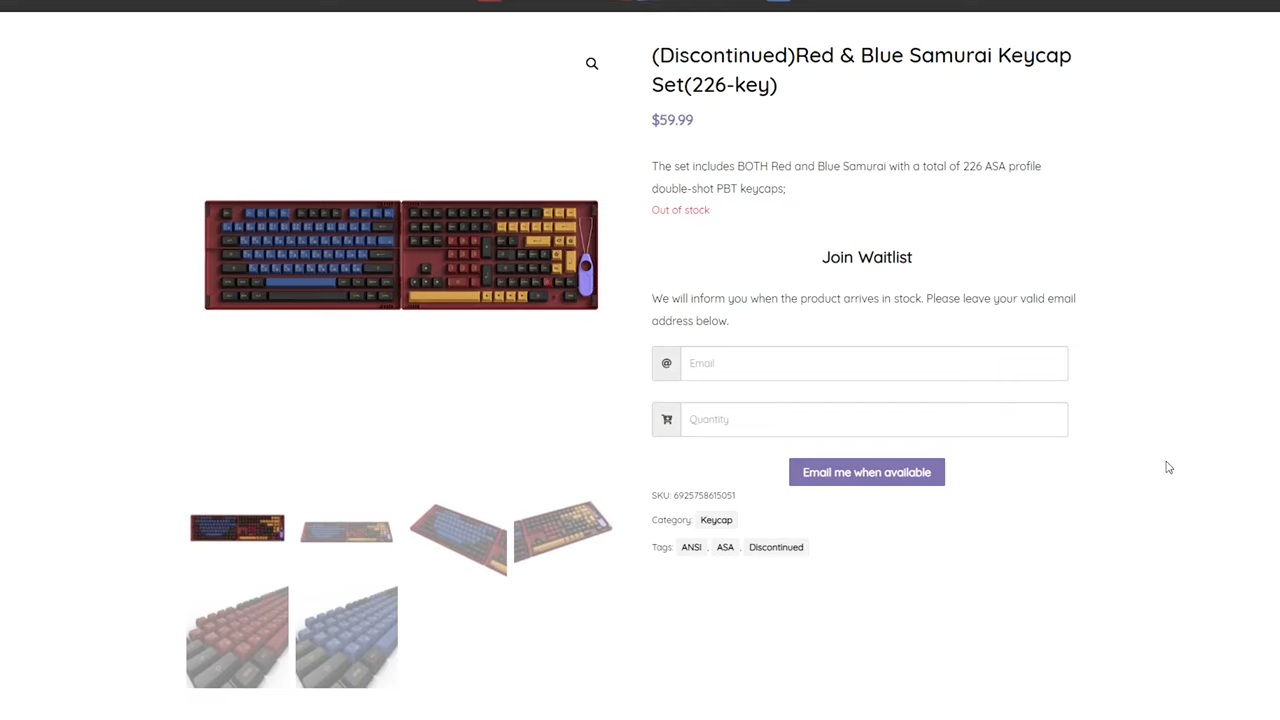 (Discontinued)Red & Blue Samurai Keycap
Set(226-key)
$59.99
The set includes BOTH Red and Blue Samurai with a total of 226 ASA profile
double-shot PBT keycaps;
Out of stock
Join Waitlist
We will inform you when the product arrives in stock. Please leave your valid email
address below.
@ Email
Quantity
Email me when available
SKU: 6925758615051
Category: Keycap
Tags: ANSI , ASA , Discontinued